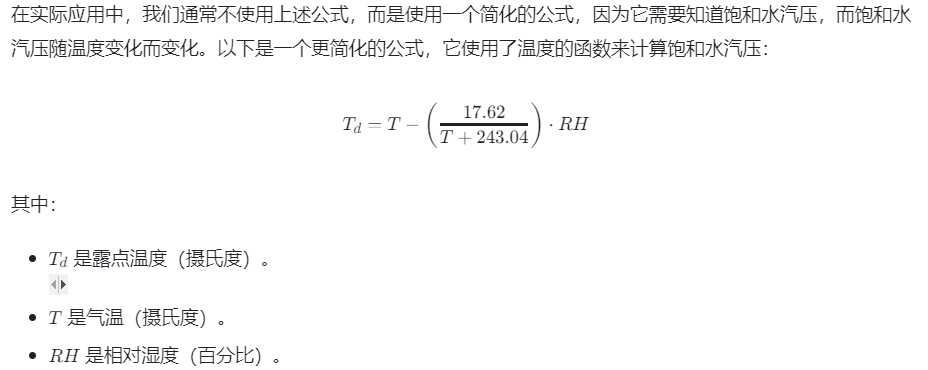 在实际应用中，我们通常不使用上述公式，而是使用一个简化的公式，因为它需要知道饱和水汽压，而饱和水
汽压随温度变化而变化。以下是一个更简化的公式，它使用了温度的函数来计算饱和水汽压：
T_d = T − (17.62 / (T + 243.04)) · RH
其中：
• T_d 是露点温度（摄氏度）。
• T 是气温（摄氏度）。
• RH 是相对湿度（百分比）。